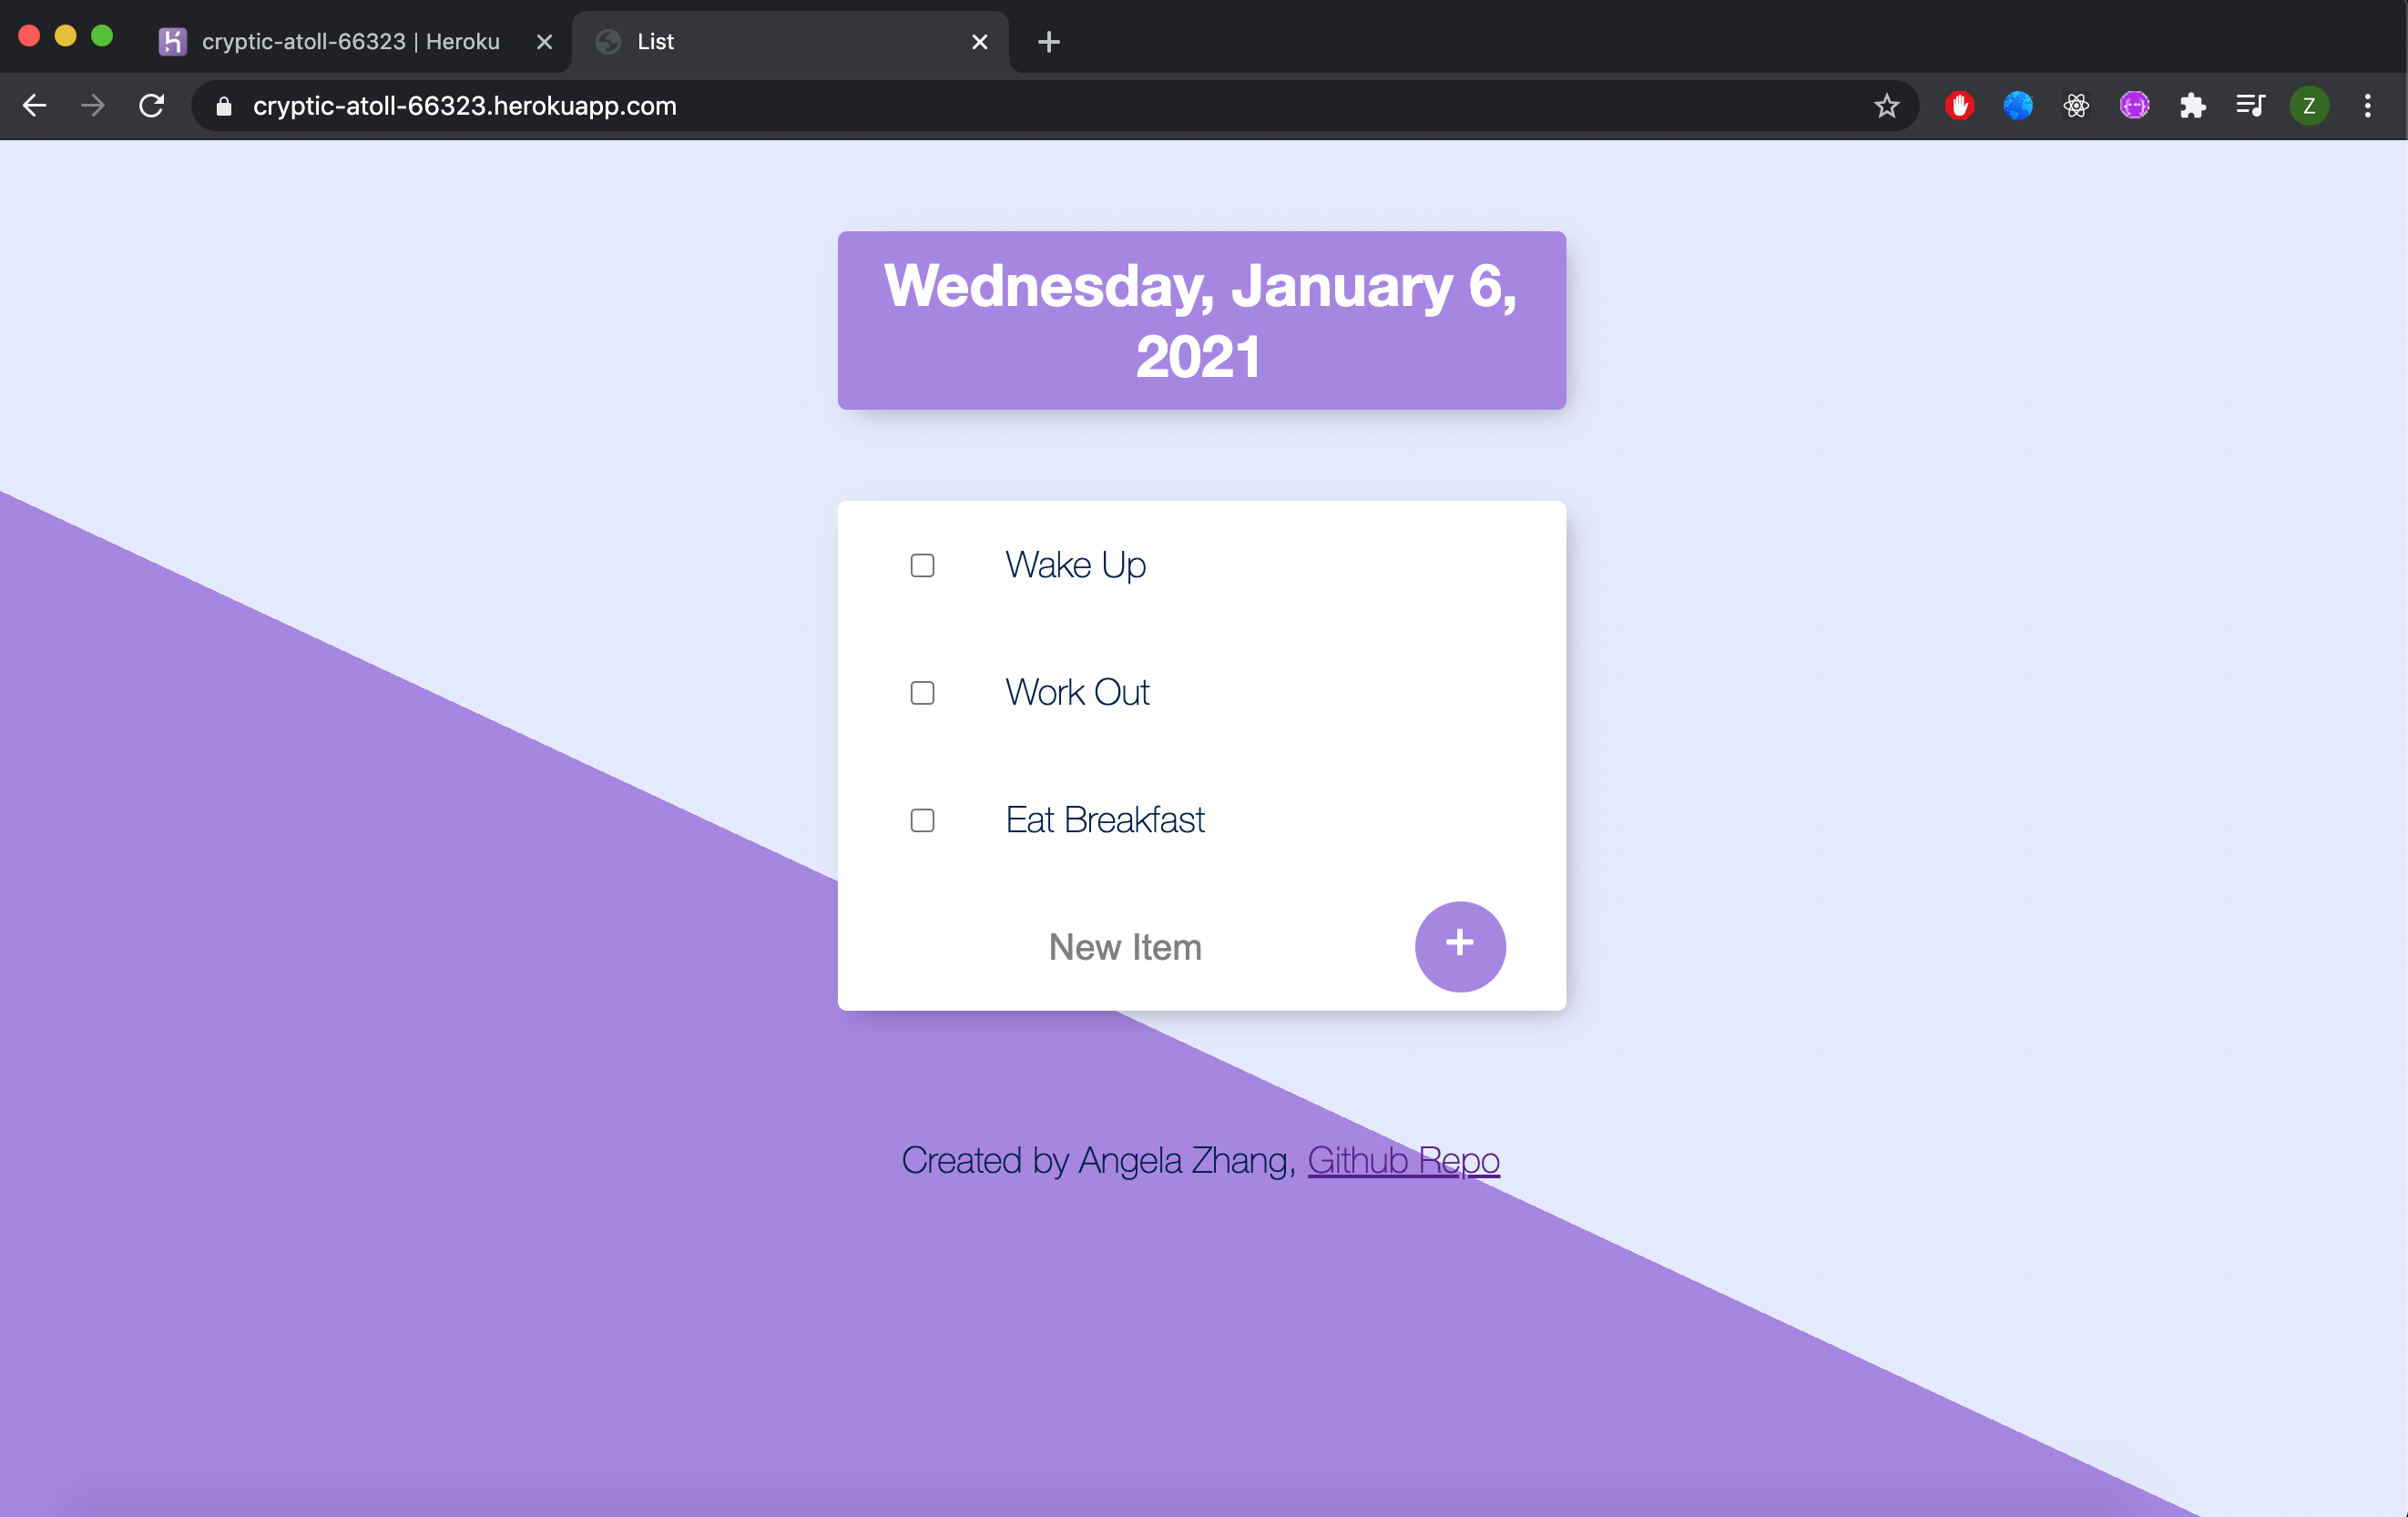 cryptic-atoll-66323 | Heroku
List
cryptic-atoll-66323.herokuapp.com
Z
Wednesday, January 6,
2021
Wake Up
Work Out
Eat Breakfast
New Item
+
Created by Angela Zhang, Github Repo